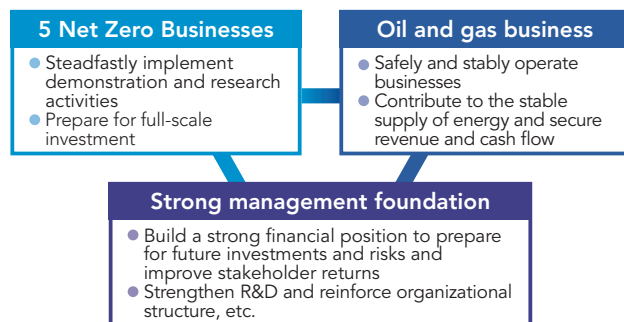 5 Net Zero Businesses
● Steadfastly implement
demonstration and research
activities
● Prepare for full-scale
investment
Oil and gas business
● Safely and stably operate
businesses
● Contribute to the stable
supply of energy and secure
revenue and cash flow
Strong management foundation
● Build a strong financial position to prepare
for future investments and risks and
improve stakeholder returns
● Strengthen R&D and reinforce organizational
structure, etc.